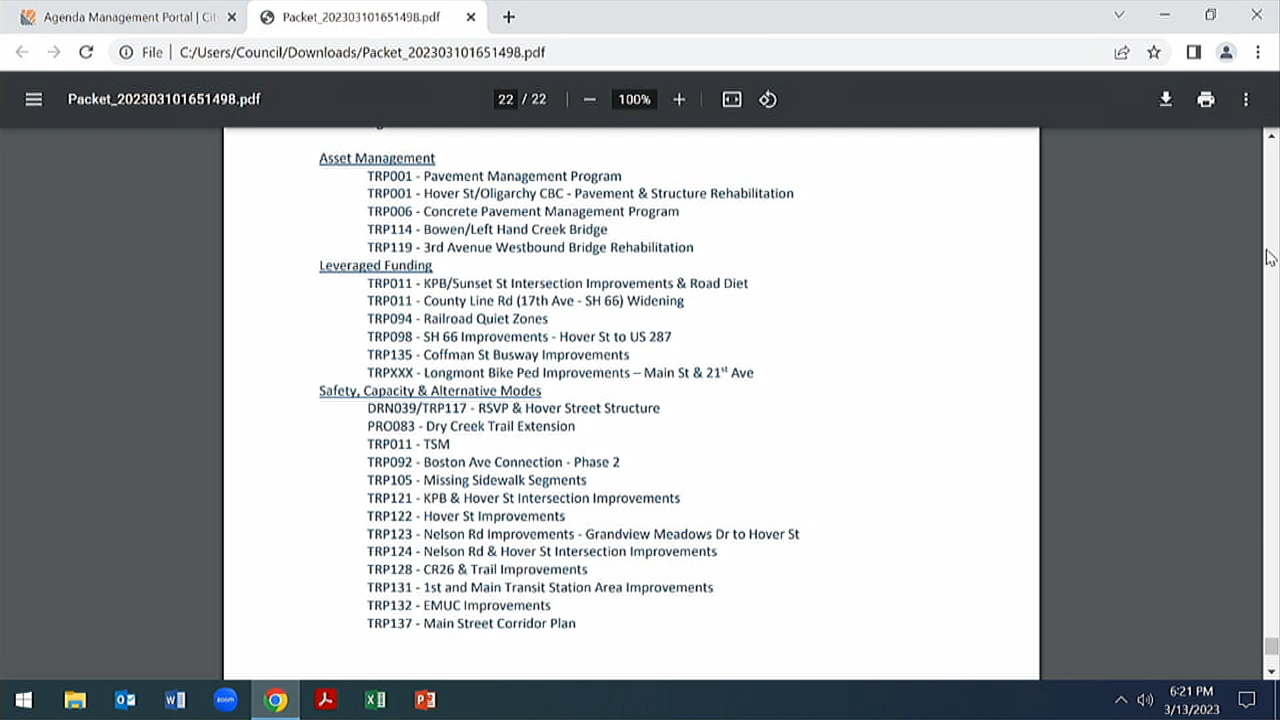 Agenda Management Portal | Cit
Packet_202303101651498.pdf
File | C:/Users/Council/Downloads/Packet_202303101651498.pdf
Packet_202303101651498.pdf
22 / 22
100%
Asset Management
TRP001 - Pavement Management Program
TRP001 - Hover St/Oligarchy CBC - Pavement & Structure Rehabilitation
TRP006 - Concrete Pavement Management Program
TRP114 - Bowen/Left Hand Creek Bridge
TRP119 - 3rd Avenue Westbound Bridge Rehabilitation
Leveraged Funding
TRP011 - KPB/Sunset St Intersection Improvements & Road Diet
TRP011 - County Line Rd (17th Ave - SH 66) Widening
TRP094 - Railroad Quiet Zones
TRP098 - SH 66 Improvements - Hover St to US 287
TRP135 - Coffman St Busway Improvements
TRPXXX - Longmont Bike Ped Improvements – Main St & 21st Ave
Safety, Capacity & Alternative Modes
DRN039/TRP117 - RSVP & Hover Street Structure
PRO083 - Dry Creek Trail Extension
TRP011 - TSM
TRP092 - Boston Ave Connection - Phase 2
TRP105 - Missing Sidewalk Segments
TRP121 - KPB & Hover St Intersection Improvements
TRP122 - Hover St Improvements
TRP123 - Nelson Rd Improvements - Grandview Meadows Dr to Hover St
TRP124 - Nelson Rd & Hover St Intersection Improvements
TRP128 - CR26 & Trail Improvements
TRP131 - 1st and Main Transit Station Area Improvements
TRP132 - EMUC Improvements
TRP137 - Main Street Corridor Plan
zoom
6:21 PM
3/13/2023